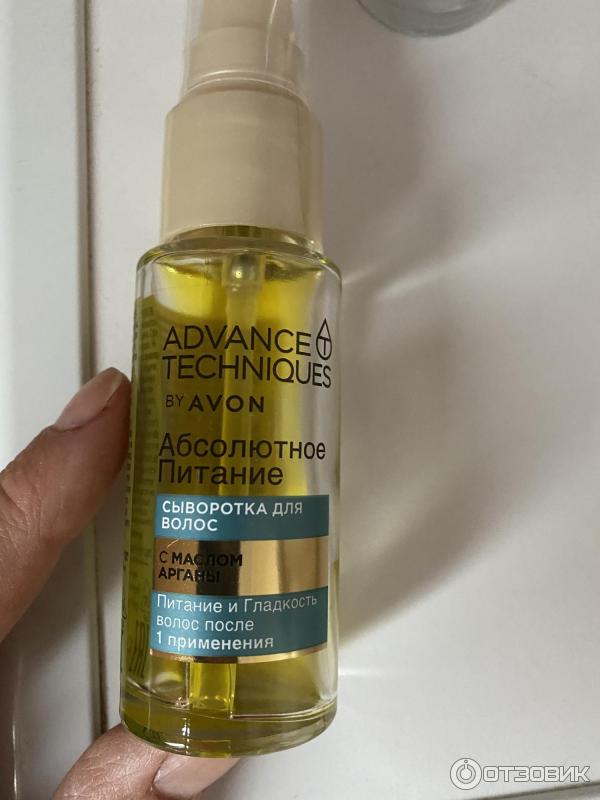 ADVANCE
TECHNIQUES
BY AVON
Абсолютное
Питание
СЫВОРОТКА ДЛЯ
ВОЛОС
С МАСЛОМ
АРГАНЫ
Питание и Гладкость
волос после
1 применения
ОТЗОВИК